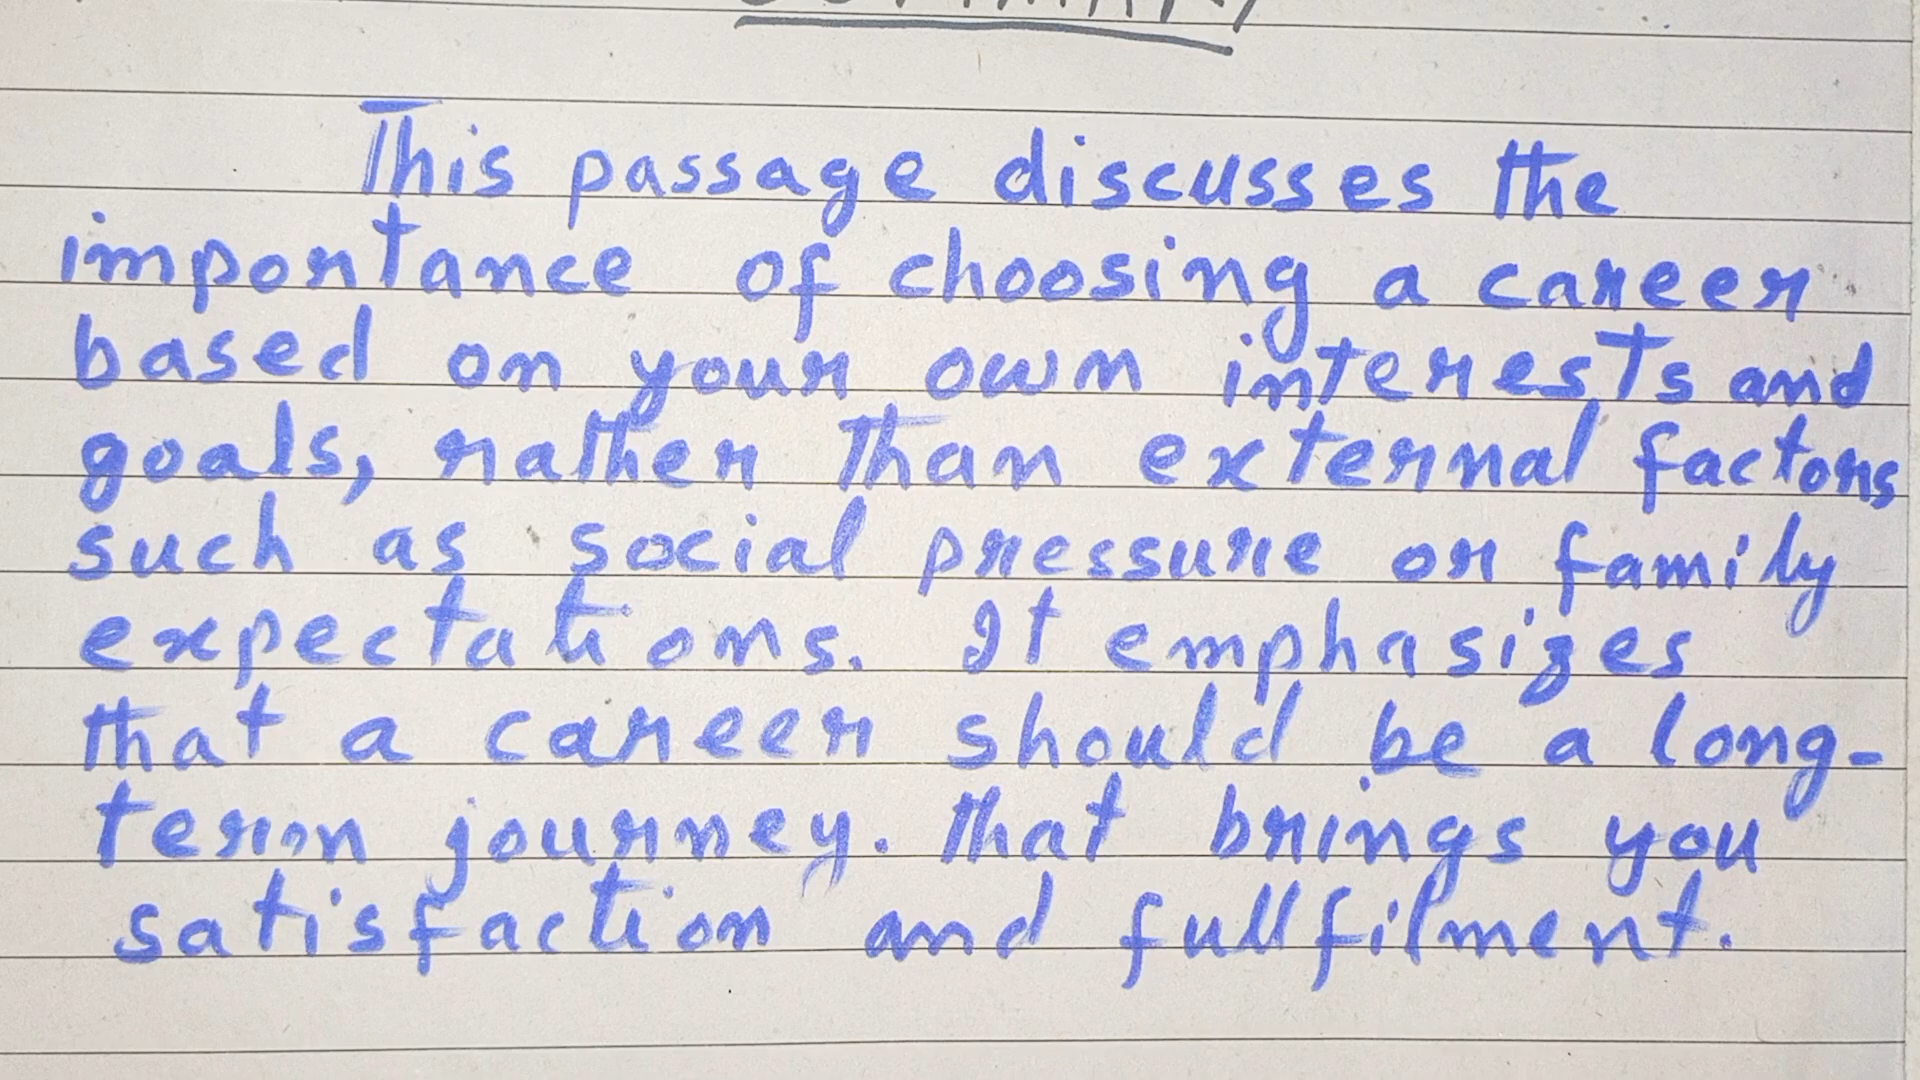 This passage discusses the
importance of choosing a career
based on your own interests and
goals, rather than external factors
such as social pressure or family
expectations. It emphasizes
that a career should be a long-
term journey. that brings you
satisfaction and fullfilment.